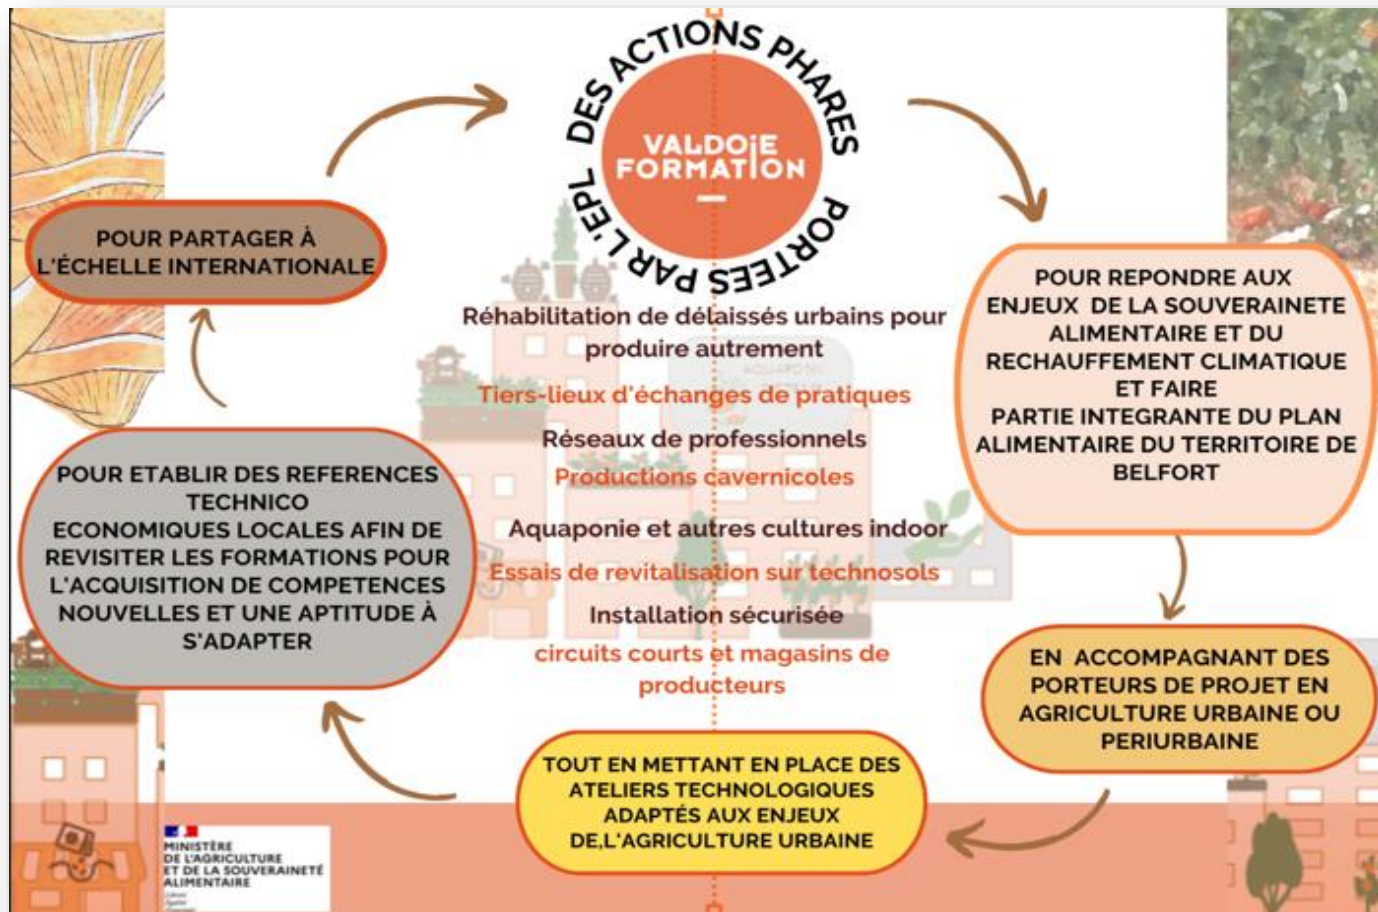 DES ACTIONS PHARES
PORTEES PAR L'EPL
VALDOIE
FORMATION
POUR REPONDRE AUX
ENJEUX DE LA SOUVERAINETE
ALIMENTAIRE ET DU
RECHAUFFEMENT CLIMATIQUE
ET FAIRE
PARTIE INTEGRANTE DU PLAN
ALIMENTAIRE DU TERRITOIRE DE
BELFORT
EN ACCOMPAGNANT DES
PORTEURS DE PROJET EN
AGRICULTURE URBAINE OU
PERIURBAINE
TOUT EN METTANT EN PLACE DES
ATELIERS TECHNOLOGIQUES
ADAPTÉS AUX ENJEUX
DE,L'AGRICULTURE URBAINE
POUR ETABLIR DES REFERENCES
TECHNICO
ECONOMIQUES LOCALES AFIN DE
REVISITER LES FORMATIONS POUR
L'ACQUISITION DE COMPETENCES
NOUVELLES ET UNE APTITUDE À
S'ADAPTER
POUR PARTAGER À
L'ÉCHELLE INTERNATIONALE
Réhabilitation de délaissés urbains pour
produire autrement
Tiers-lieux d'échanges de pratiques
Réseaux de professionnels
Productions cavernicoles
Aquaponie et autres cultures indoor
Essais de revitalisation sur technosols
Installation sécurisée
circuits courts et magasins de
producteurs
MINISTÈRE
DE L'AGRICULTURE
ET DE LA SOUVERAINETÉ
ALIMENTAIRE